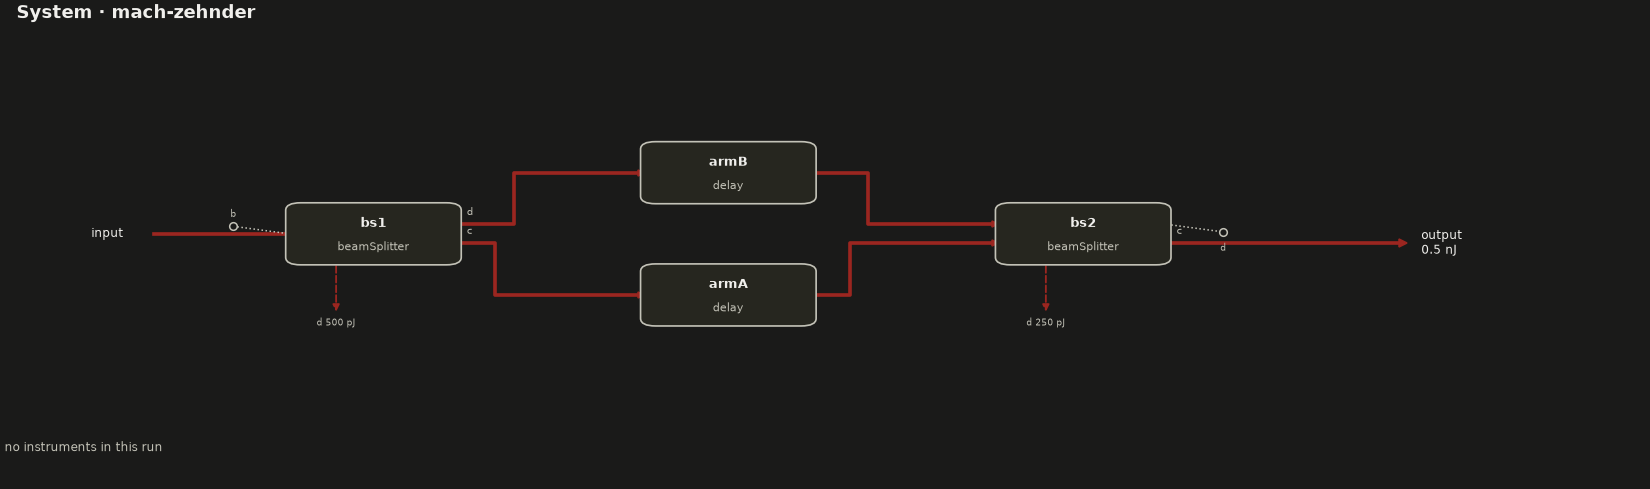 System · mach-zehnder
armB
delay
b
input
bs1
beamSplitter
d
c
bs2
beamSplitter
c
d
output
0.5 nJ
armA
delay
d 500 pJ
d 250 pJ
no instruments in this run